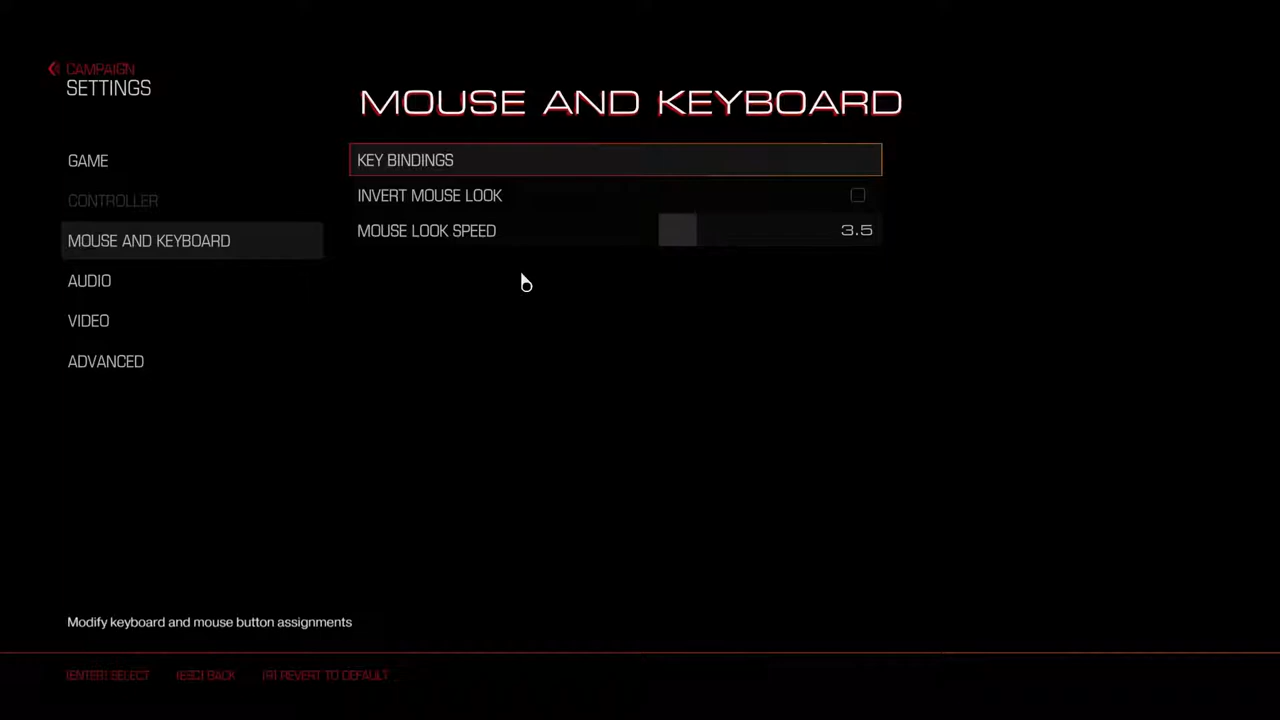 CAMPAIGN
SETTINGS
MOUSE AND KEYBOARD
GAME
CONTROLLER
MOUSE AND KEYBOARD
AUDIO
VIDEO
ADVANCED
KEY BINDINGS
INVERT MOUSE LOOK
MOUSE LOOK SPEED 3.5
Modify keyboard and mouse button assignments
[ENTER] SELECT [ESC] BACK [R] REVERT TO DEFAULT